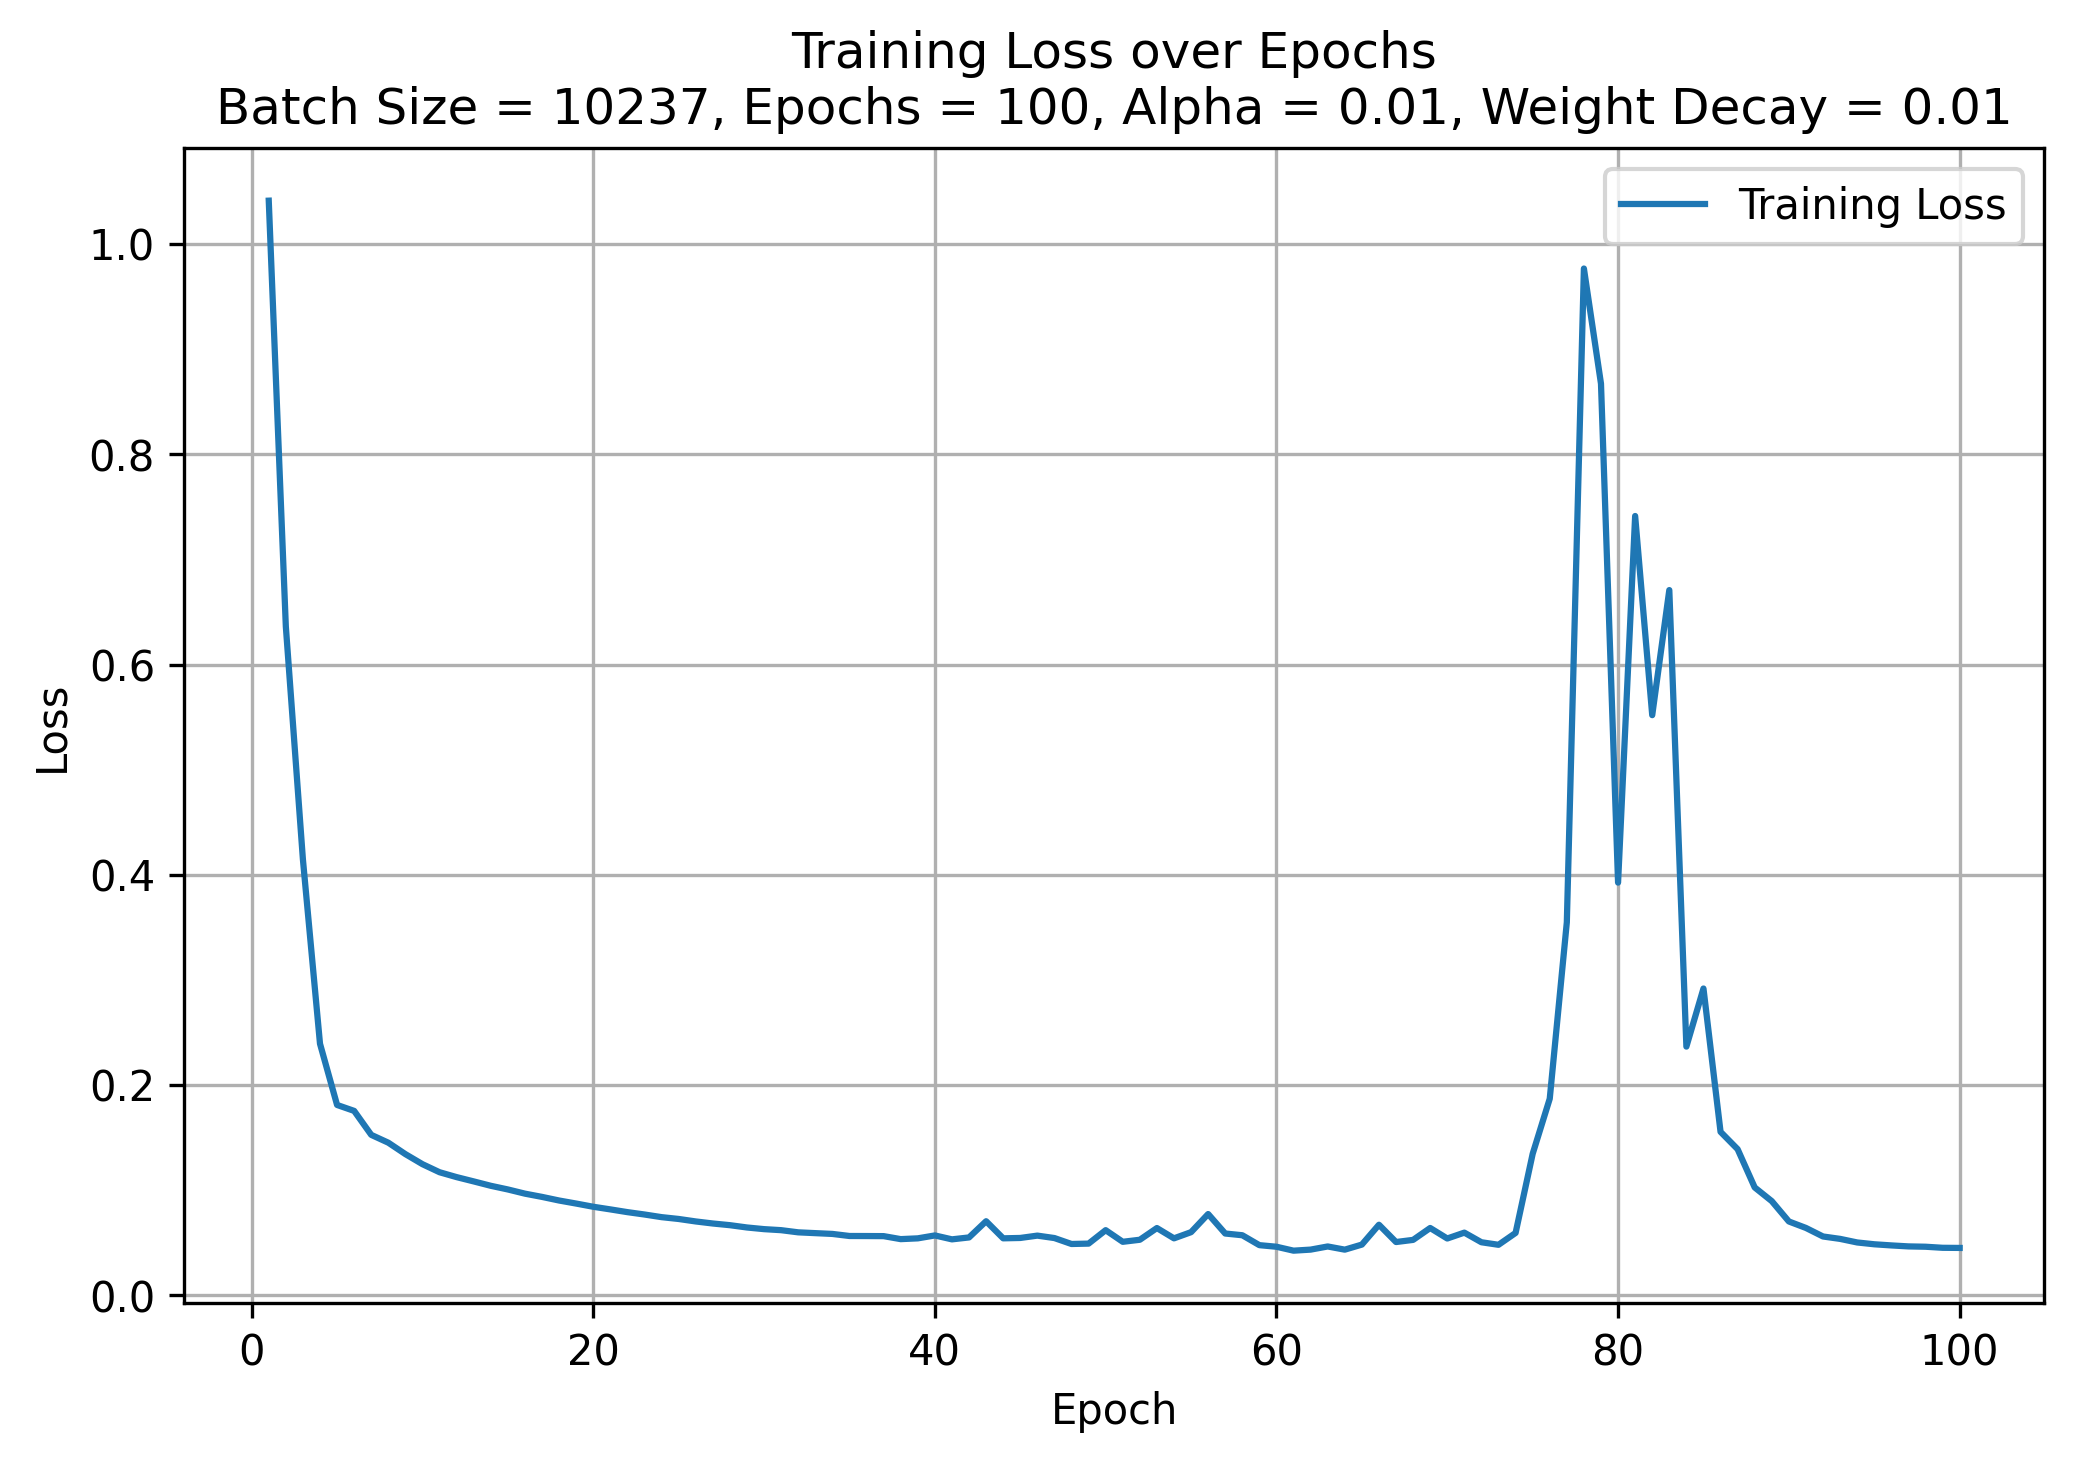 Training Loss over Epochs
Batch Size = 10237, Epochs = 100, Alpha = 0.01, Weight Decay = 0.01
Training Loss
1.0
0.8
0.6
0.4
0.2
0.0
Loss
0 20 40 60 80 100
Epoch